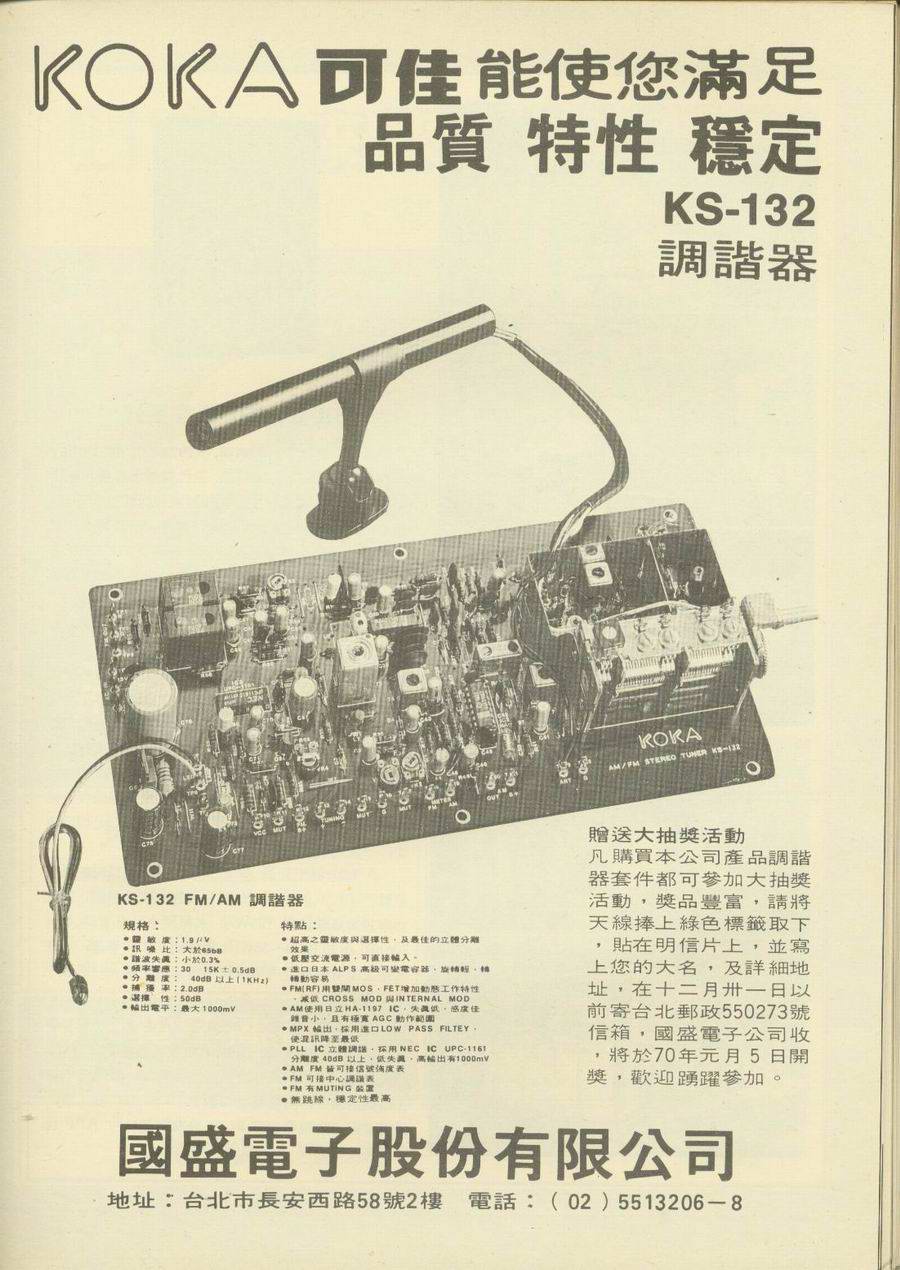 KOKA 可佳 能使您滿足
品質 特性 穩定
KS-132
調諧器
KOKA
AM/FM STEREO TUNER KS-132
KS-132 FM/AM 調諧器
規格：
● 靈敏度：1.9μV
● 訊噪比：大於65bB
● 諧波失真：小於0.3%
● 頻率響應：30 15K±0.5dB
● 分離度：40dB 以上 (1KHz)
● 捕獲率：2.0dB
● 選擇性：50dB
● 輸出電平：最大1000mV
特點：
● 超高之靈敏度與選擇性，及最佳的立體分離
效果
● 低壓交流電源，可直接輸入。
● 進口日本ALPS高級可變電容器，旋轉輕，轉
轉動容易
● FM(RF)用雙閘MOS，FET增加動態工作特性
，減低 CROSS MOD 與INTERNAL MOD
● AM使用日立HA-1197 IC，失真低，感度佳
雜音小，且有極寬 AGC 動作範圍
● MPX 輸出，採用進口LOW PASS FILTEY，
使混訊降至最低
● PLL IC 立體調諧，採用 NEC IC UPC-1161
分離度 40dB 以上，低失真，高輸出有1000mV
● AM FM 皆可接信號強度表
● FM 可接中心調諧表
● FM 有MUTiNG 裝置
● 無跳線，穩定性最高
贈送大抽獎活動
凡購買本公司產品調諧
器套件都可參加大抽獎
活動，獎品豐富，請將
天線捧上綠色標籤取下
，貼在明信片上，並寫
上您的大名，及詳細地
址，在十二月卅一日以
前寄台北郵政550273號
信箱，國盛電子公司收
，將於70年元月5日開
獎，歡迎踴躍參加。
國盛電子股份有限公司
地址：台北市長安西路58號2樓 電話：（02）5513206－8